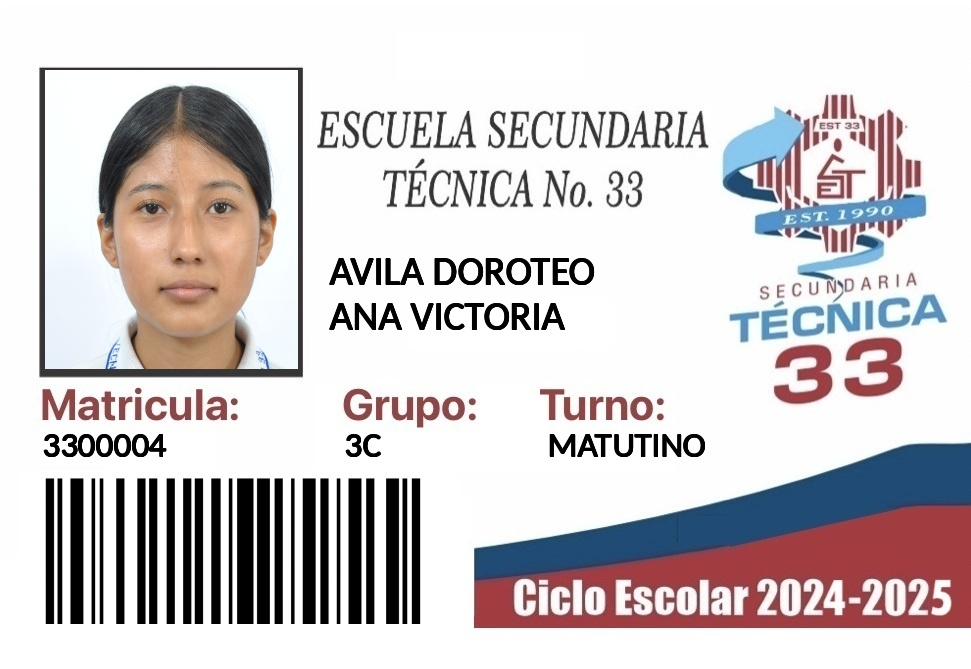 ESCUELA SECUNDARIA
TÉCNICA No. 33
AVILA DOROTEO
ANA VICTORIA
EST 33
EST. 1990
SECUNDARIA
TÉCNICA
33
Matricula: Grupo: Turno:
3300004 3C MATUTINO
Ciclo Escolar 2024-2025